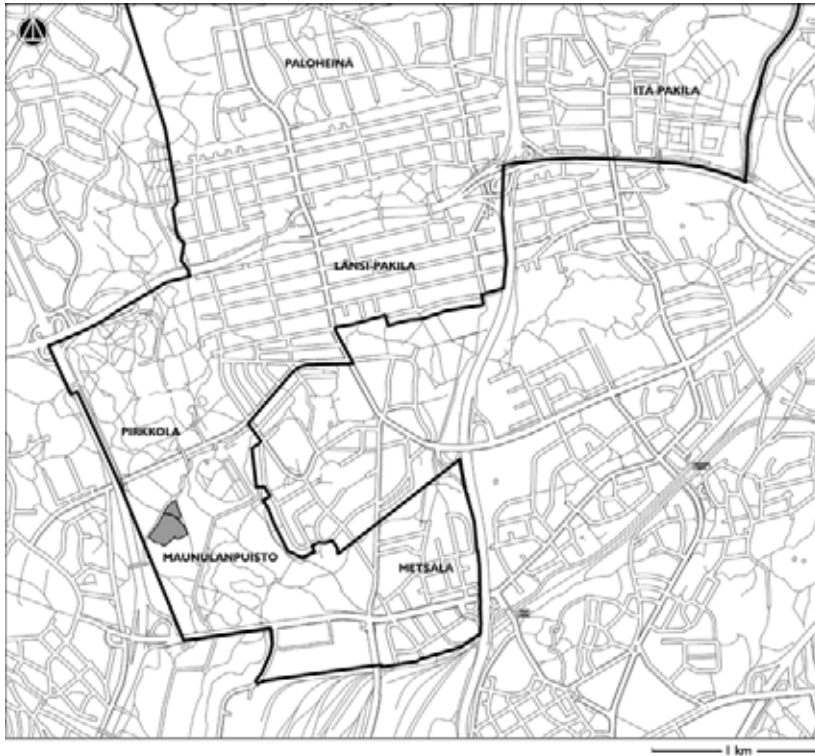 PALOHEINÄ
ITÄ-PAKILA
LÄNSI-PAKILA
PIRKKOLA
MAUNULANPUISTO
METSÄLÄ
1 km